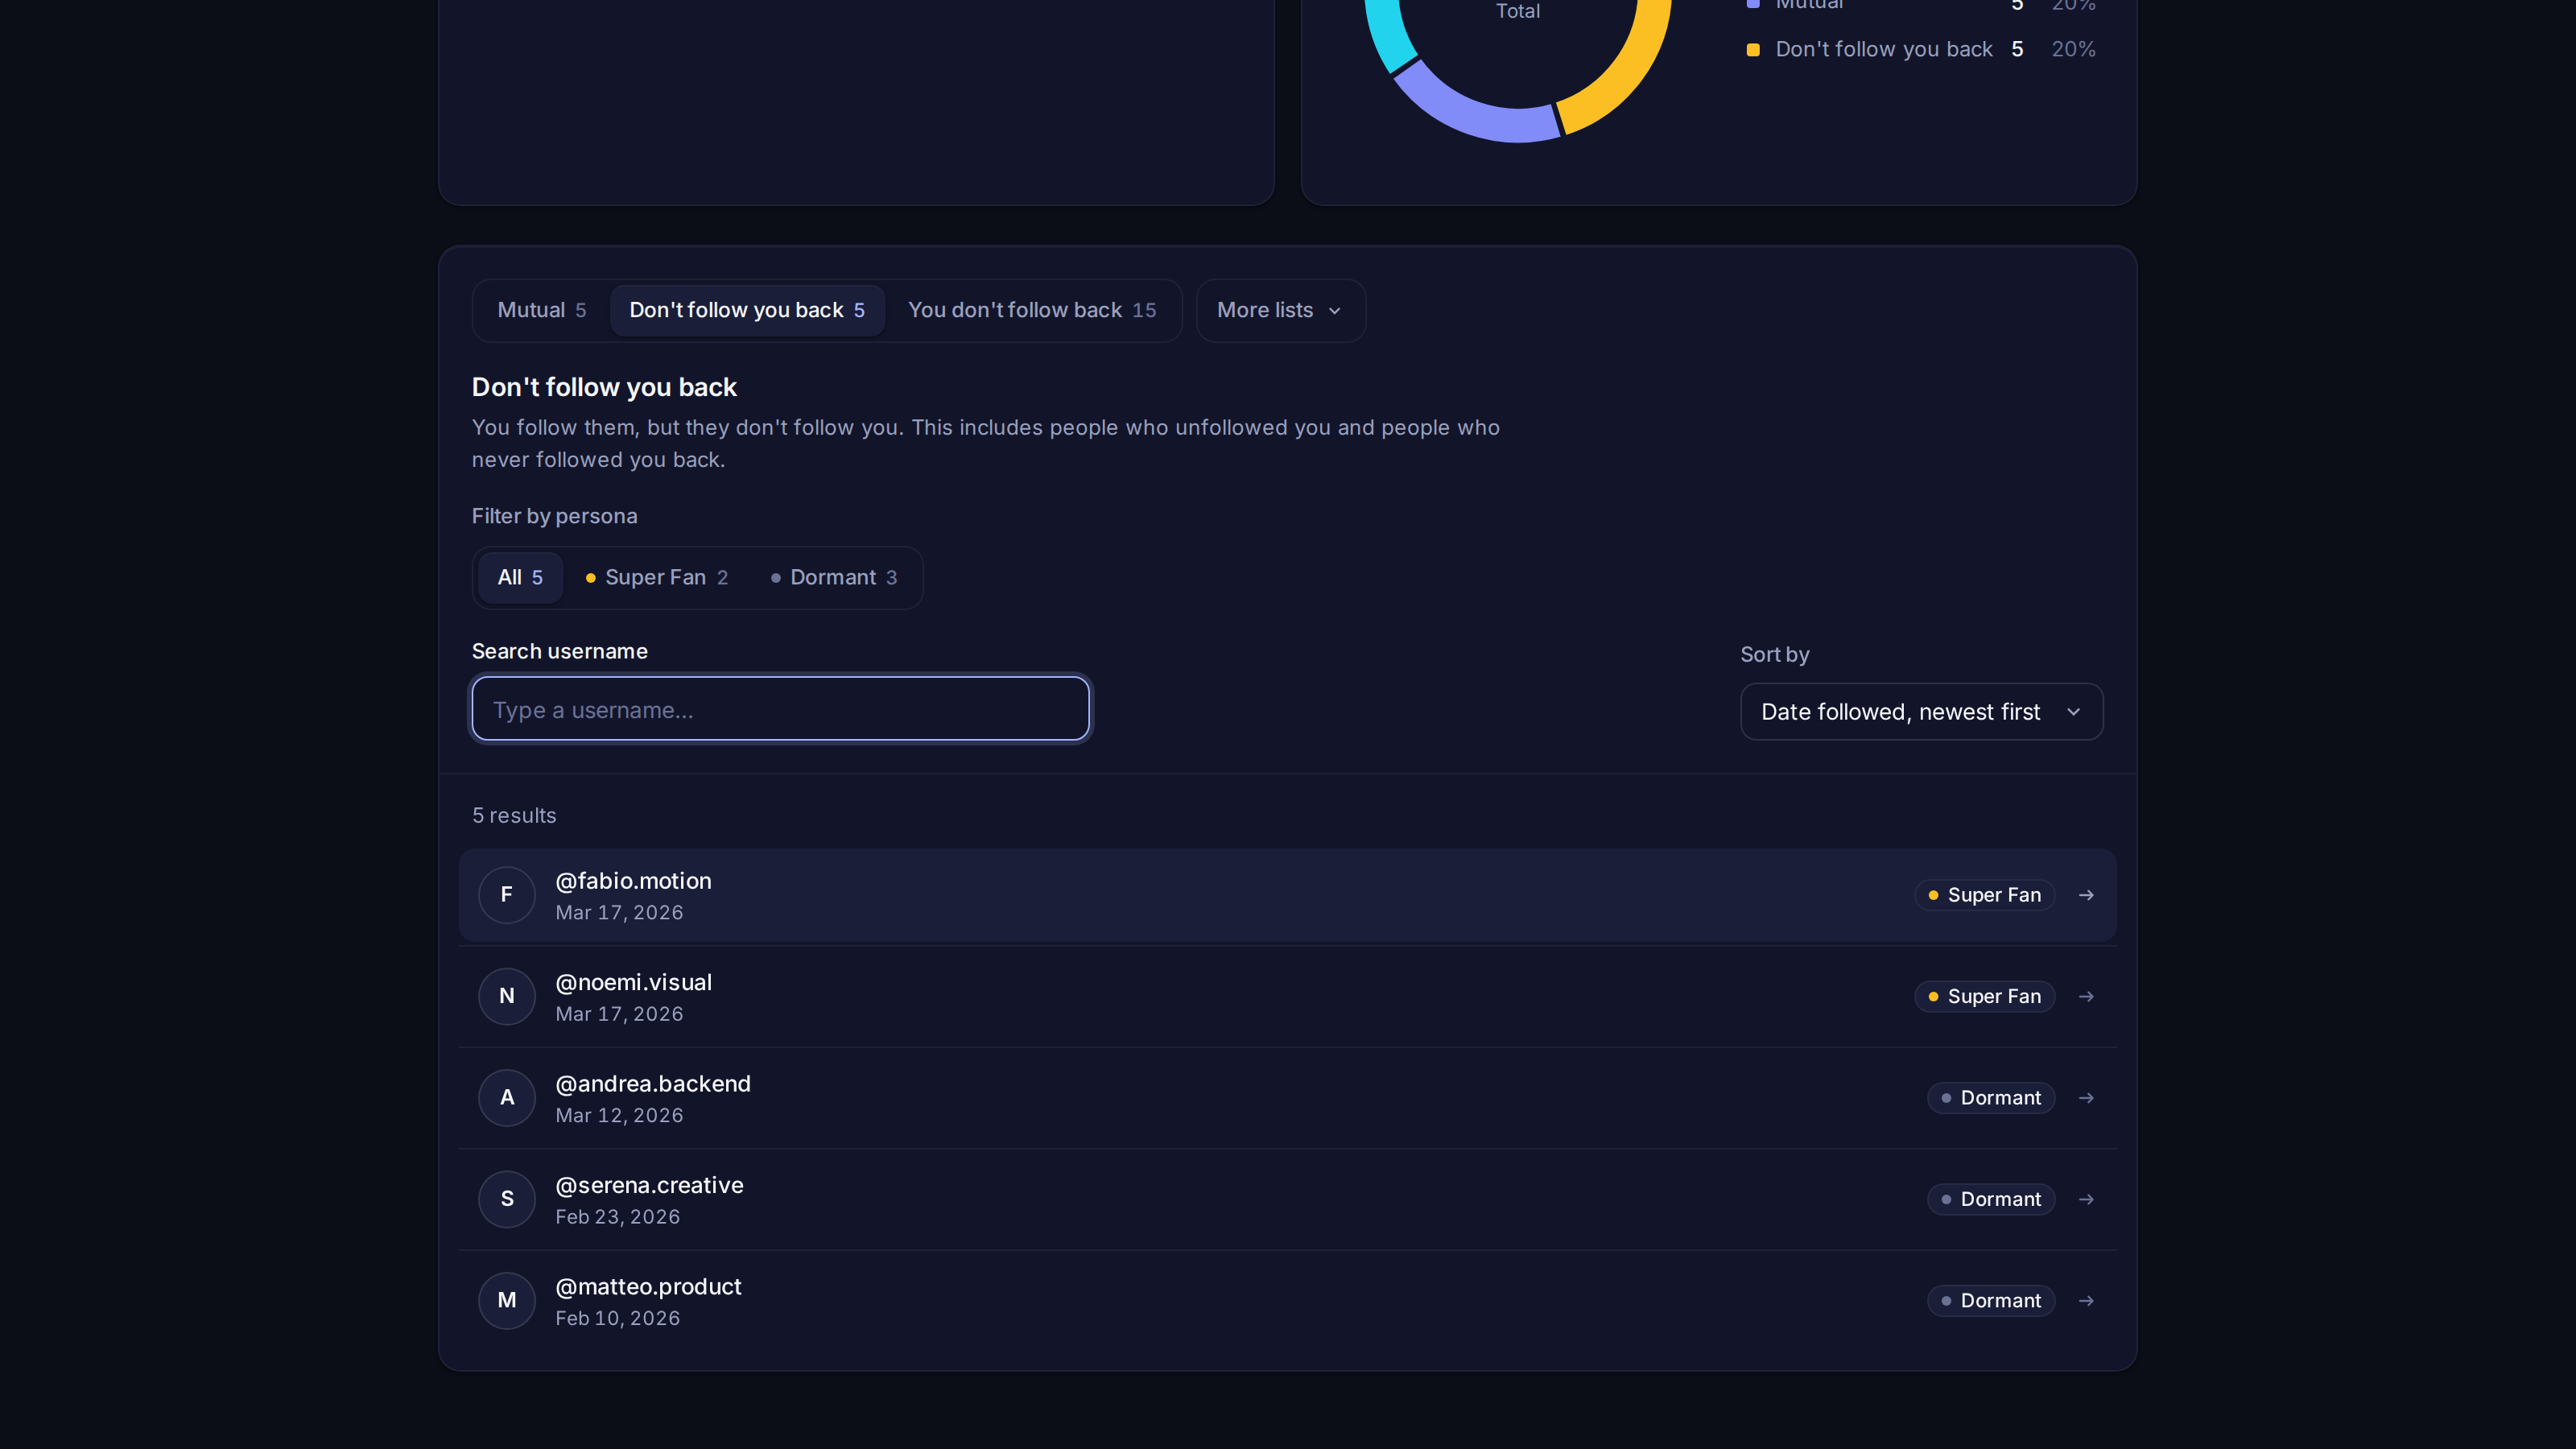 Total
Mutual 5 20%
Don't follow you back 5 20%
Mutual 5 Don't follow you back 5 You don't follow back 15 More lists
Don't follow you back
You follow them, but they don't follow you. This includes people who unfollowed you and people who
never followed you back.
Filter by persona
All 5 Super Fan 2 Dormant 3
Search username
Sort by
Type a username...
Date followed, newest first
5 results
F
@fabio.motion
Mar 17, 2026
Super Fan
N
@noemi.visual
Mar 17, 2026
Super Fan
A
@andrea.backend
Mar 12, 2026
Dormant
S
@serena.creative
Feb 23, 2026
Dormant
M
@matteo.product
Feb 10, 2026
Dormant